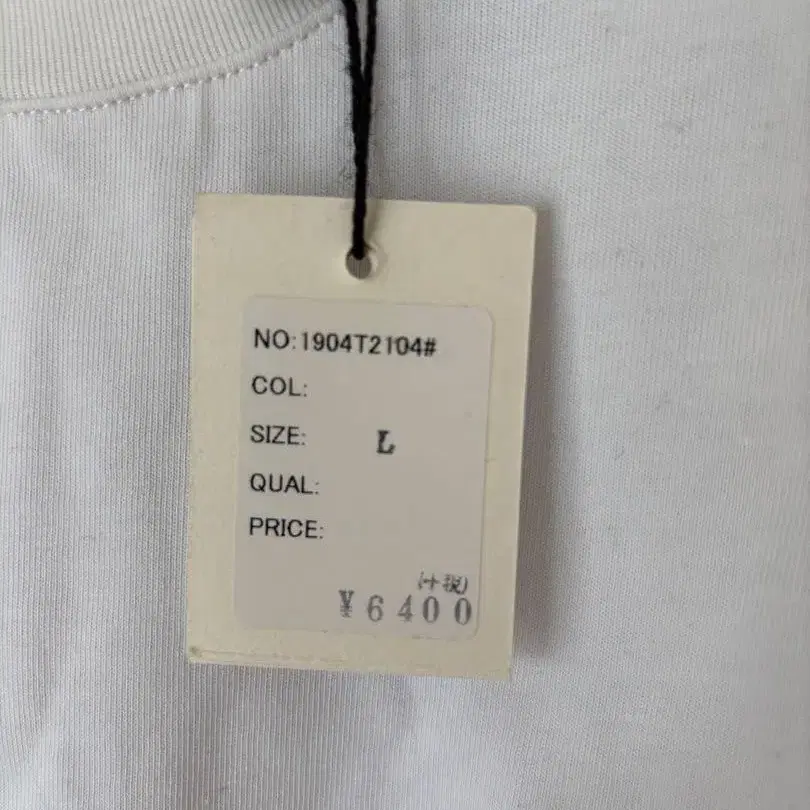 NO:1904T2104#
COL:
SIZE: L
QUAL:
PRICE:
(+税)
¥6400